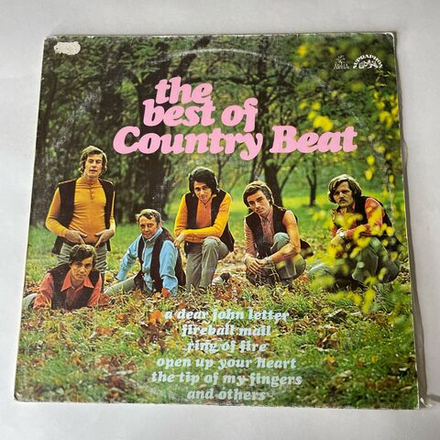 the
best of
Country Beat
SUPRAPHON
a dear john letter
fireball mail
ring of fire
open up your heart
the tip of my fingers
and others